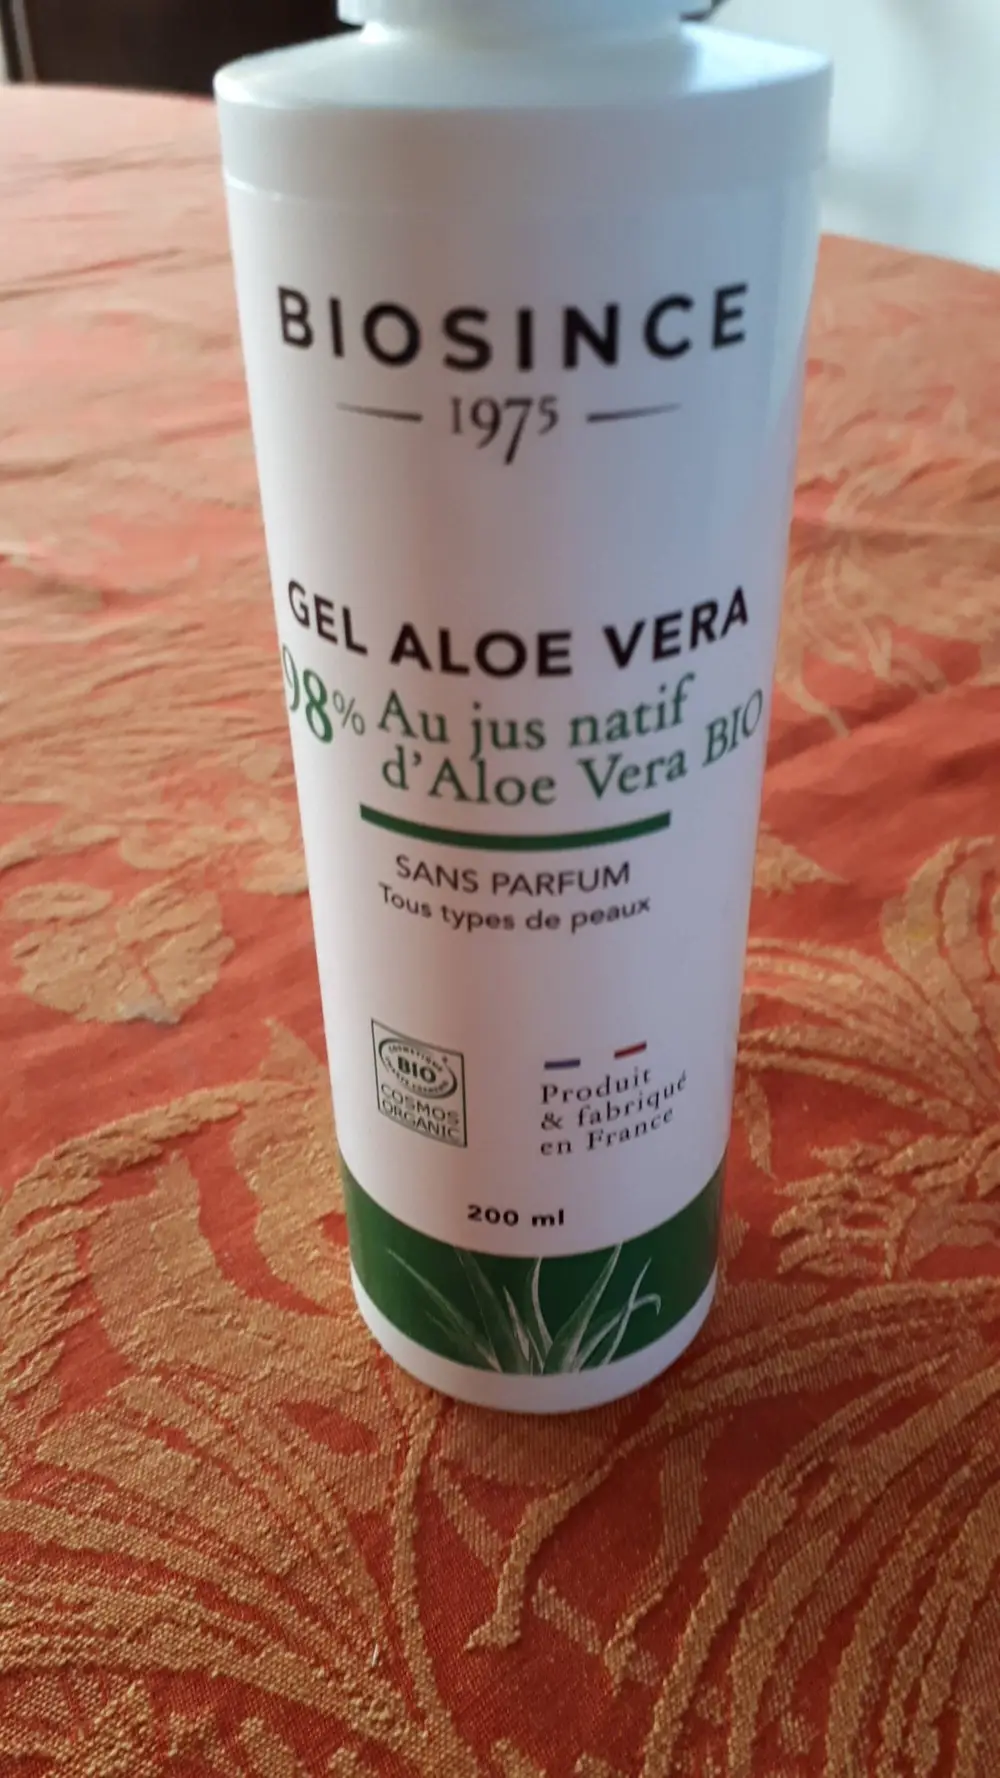 BIOSINCE
1975
GEL ALOE VERA
98% Au jus natif
d'Aloe Vera BIO
SANS PARFUM
Tous types de peaux
BIO
COSMOS
ORGANIC
Produit
& fabriqué
en France
200 ml